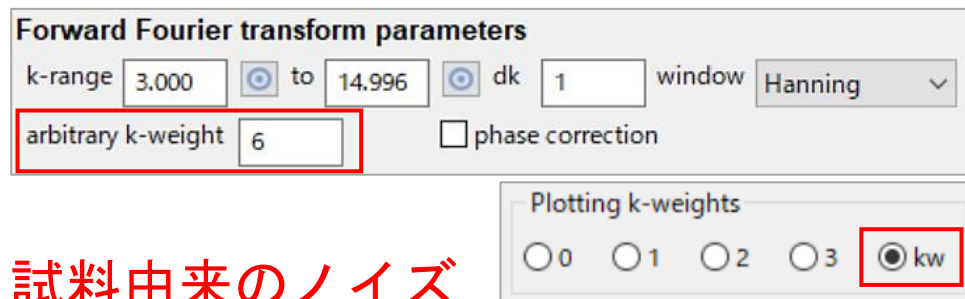 Forward Fourier transform parameters
k-range 3.000 to 14.996 dk 1 window Hanning
arbitrary k-weight 6 phase correction
Plotting k-weights
0 1 2 3 kw
試料由来のノイズ